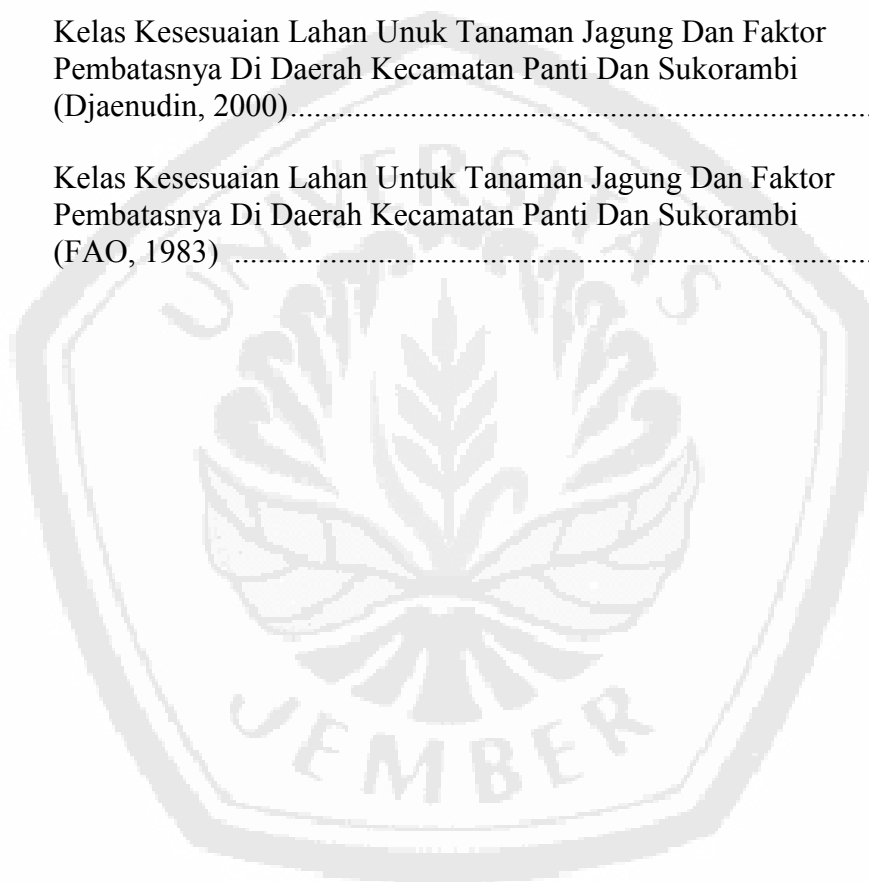 Kelas Kesesuaian Lahan Unuk Tanaman Jagung Dan Faktor
Pembatasnya Di Daerah Kecamatan Panti Dan Sukorambi
(Djaenudin, 2000)........................................................................
Kelas Kesesuaian Lahan Untuk Tanaman Jagung Dan Faktor
Pembatasnya Di Daerah Kecamatan Panti Dan Sukorambi
(FAO, 1983) ...............................................................................
UNIVERSITAS
JEMBER